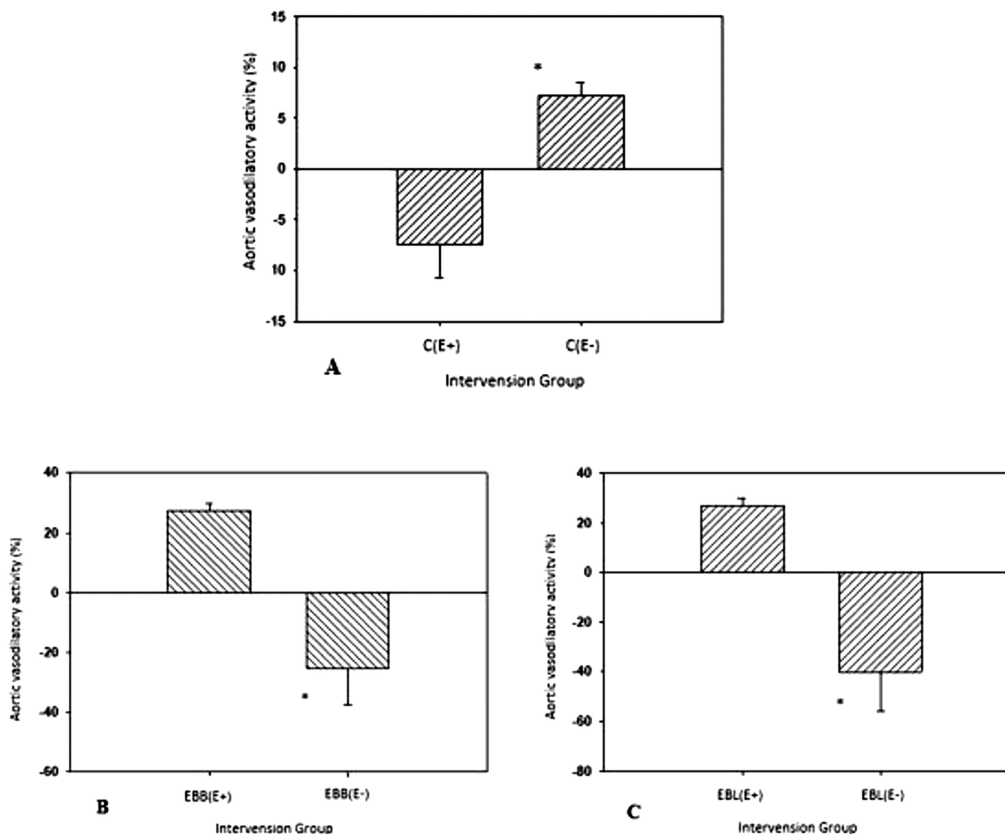 Aortic vasodilatory activity (%)
15
10
5
0
-5
10
-15
*
C(E+)
C(E-)
A
Intervension Group
Aortic vasodilatory activity (%)
40
20
0
-20
-40
-60
*
EBB(E+)
EBB(E-)
B
Intervension Group
Aortic vasodilatory activity (%)
40
20
0
-20
-40
-60
-80
*
EBL(E+)
EBL(E-)
C
Intervension Group